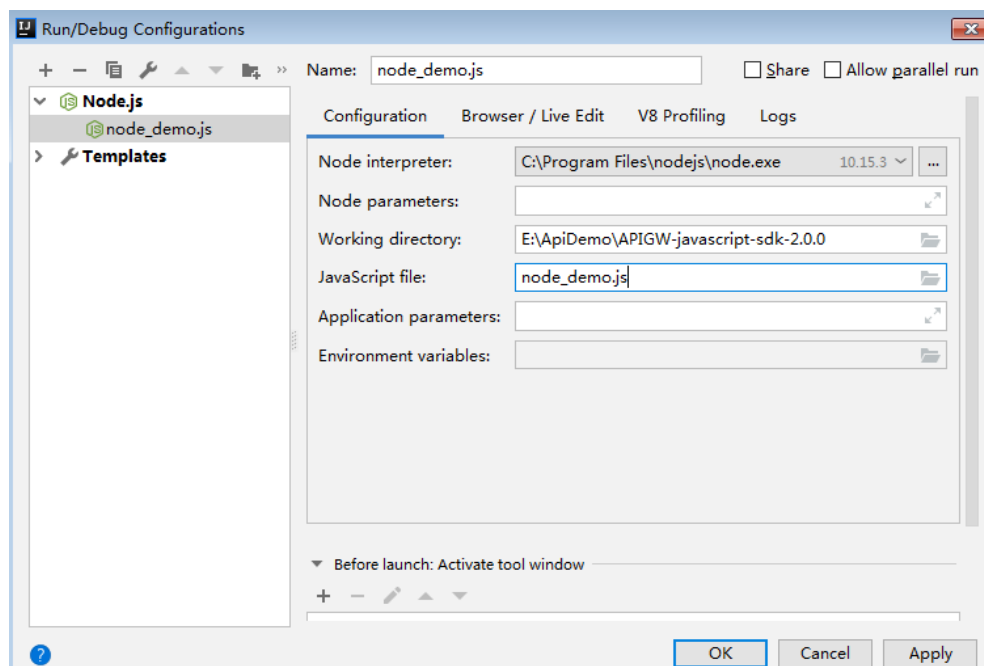 IJ Run/Debug Configurations
Name: node_demo.js Share Allow parallel run
Node.js
node_demo.js
Templates
Configuration Browser / Live Edit V8 Profiling Logs
Node interpreter: C:\Program Files\nodejs\node.exe 10.15.3 ...
Node parameters:
Working directory: E:\ApiDemo\APIGW-javascript-sdk-2.0.0
JavaScript file: node_demo.js
Application parameters:
Environment variables:
Before launch: Activate tool window
? OK Cancel Apply